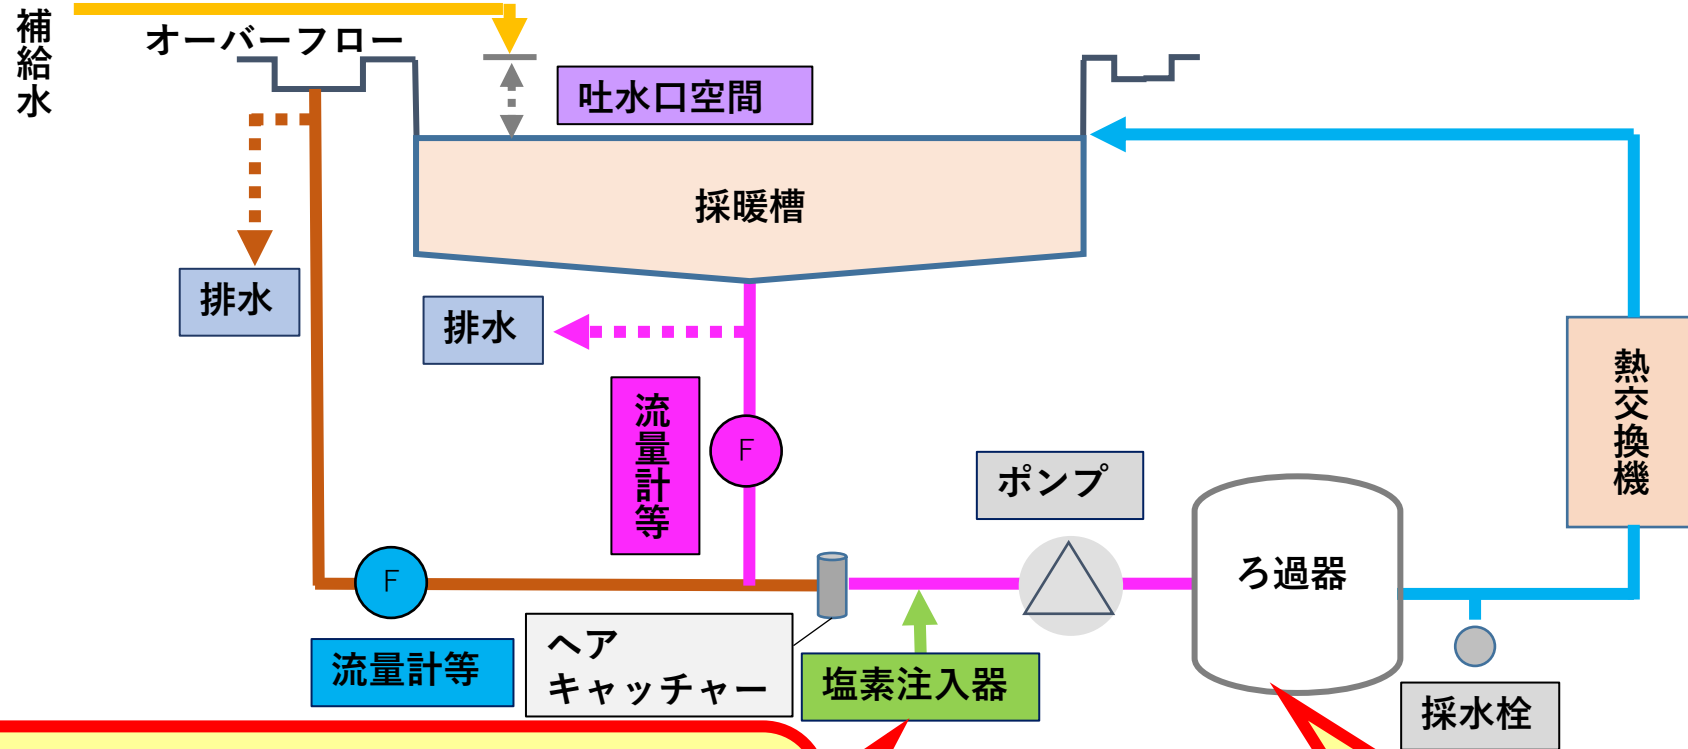 補給水
オーバーフロー
吐水口空間
採暖槽
排水
排水
流量計等
F
熱交換機
ポンプ
ろ過器
F
流量計等
ヘア
キャッチャー
塩素注入器
採水栓